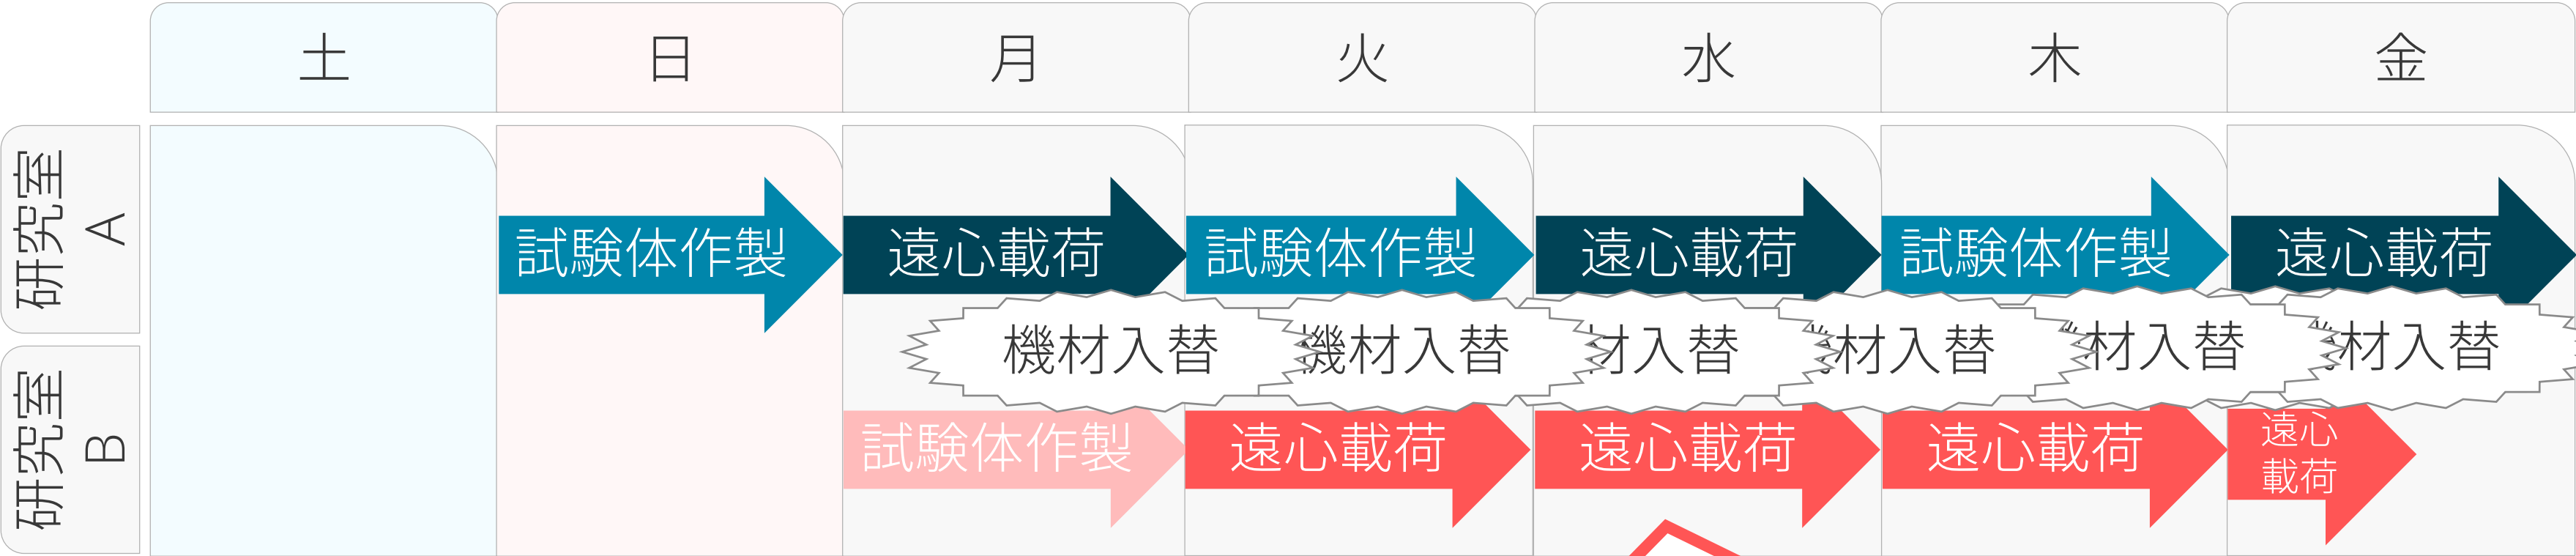 土
日
月
火
水
木
金
研究室
A
試験体作製
遠心載荷
試験体作製
遠心載荷
試験体作製
遠心載荷
機材入替
機材入替
材入替
機材入替
材入替
機材入替
研究室
B
試験体作製
遠心載荷
遠心載荷
遠心載荷
遠心
載荷